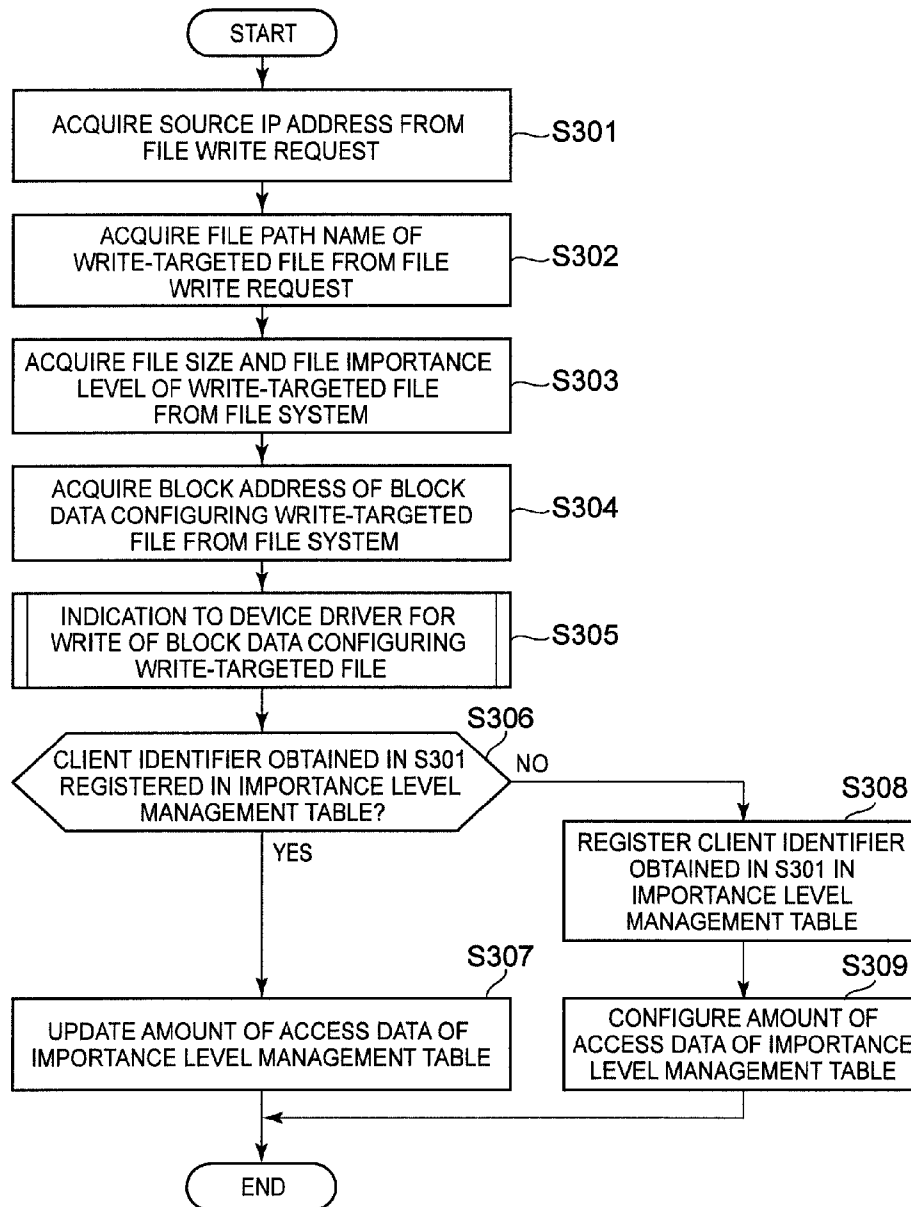 START
ACQUIRE SOURCE IP ADDRESS FROM
FILE WRITE REQUEST
S301
ACQUIRE FILE PATH NAME OF
WRITE-TARGETED FILE FROM FILE
WRITE REQUEST
S302
ACQUIRE FILE SIZE AND FILE IMPORTANCE
LEVEL OF WRITE-TARGETED FILE
FROM FILE SYSTEM
S303
ACQUIRE BLOCK ADDRESS OF BLOCK
DATA CONFIGURING WRITE-TARGETED
FILE FROM FILE SYSTEM
S304
INDICATION TO DEVICE DRIVER FOR
WRITE OF BLOCK DATA CONFIGURING
WRITE-TARGETED FILE
S305
S306
CLIENT IDENTIFIER OBTAINED IN S301
REGISTERED IN IMPORTANCE LEVEL
MANAGEMENT TABLE?
NO
YES
S308
REGISTER CLIENT IDENTIFIER
OBTAINED IN S301 IN
IMPORTANCE LEVEL
MANAGEMENT TABLE
S307
UPDATE AMOUNT OF ACCESS DATA OF
IMPORTANCE LEVEL MANAGEMENT TABLE
S309
CONFIGURE AMOUNT OF
ACCESS DATA OF IMPORTANCE
LEVEL MANAGEMENT TABLE
END